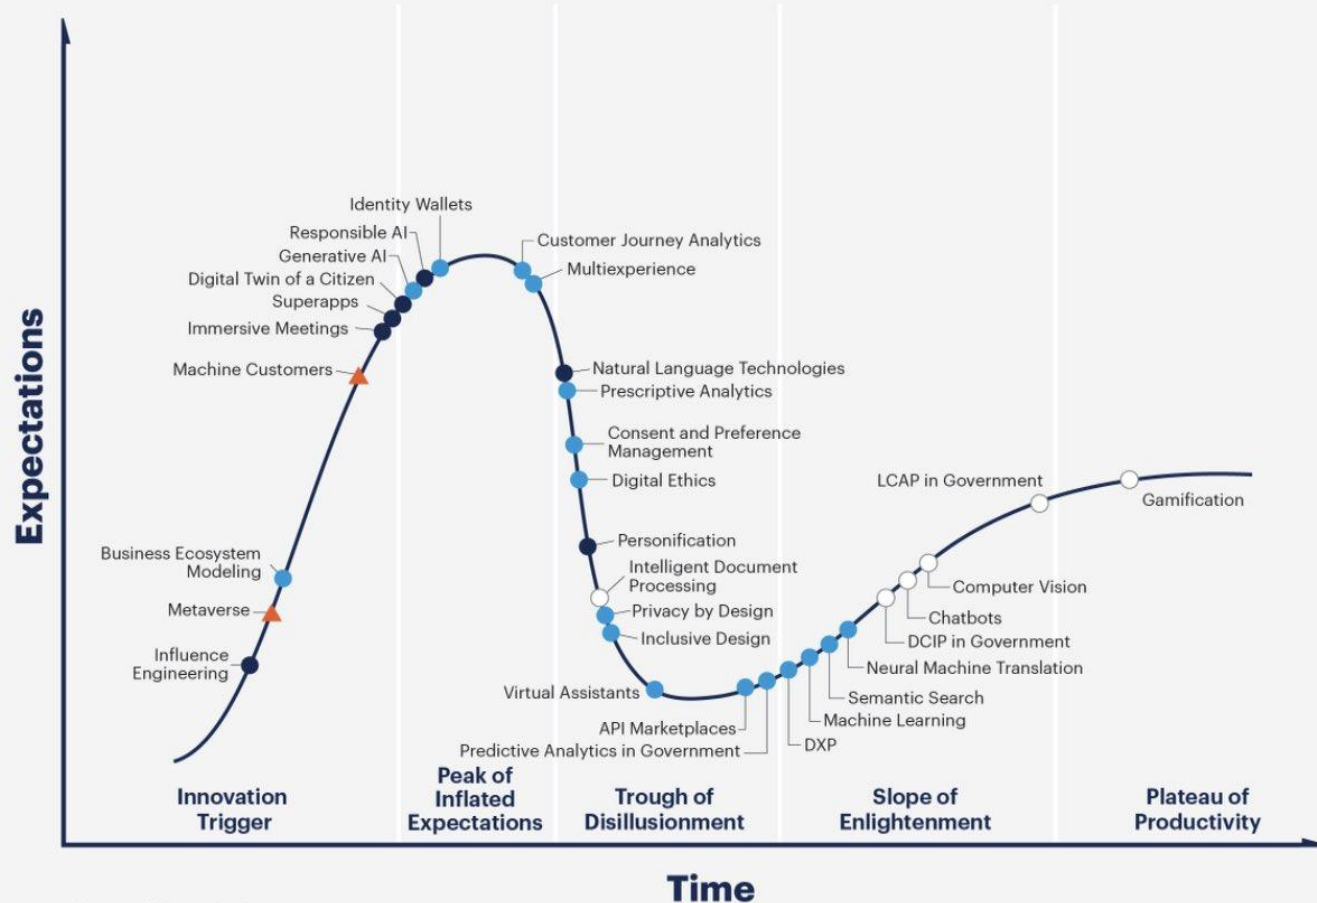 Identity Wallets
Responsible AI
Generative AI
Digital Twin of a Citizen
Superapps
Immersive Meetings
Machine Customers
Business Ecosystem
Modeling
Metaverse
Influence
Engineering
Customer Journey Analytics
Multiexperience
Natural Language Technologies
Prescriptive Analytics
Consent and Preference
Management
Digital Ethics
Personification
Intelligent Document
Processing
Privacy by Design
Inclusive Design
Virtual Assistants
API Marketplaces
Predictive Analytics in Government
DXP
Machine Learning
Semantic Search
Neural Machine Translation
DCIP in Government
Chatbots
Computer Vision
LCAP in Government
Gamification
Expectations
Innovation
Trigger
Peak of
Inflated
Expectations
Trough of
Disillusionment
Slope of
Enlightenment
Plateau of
Productivity
Time